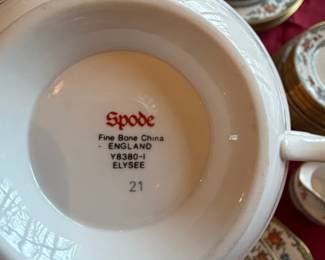 Spode
Fine Bone China
- ENGLAND
Y8380-I
ELYSEE
21